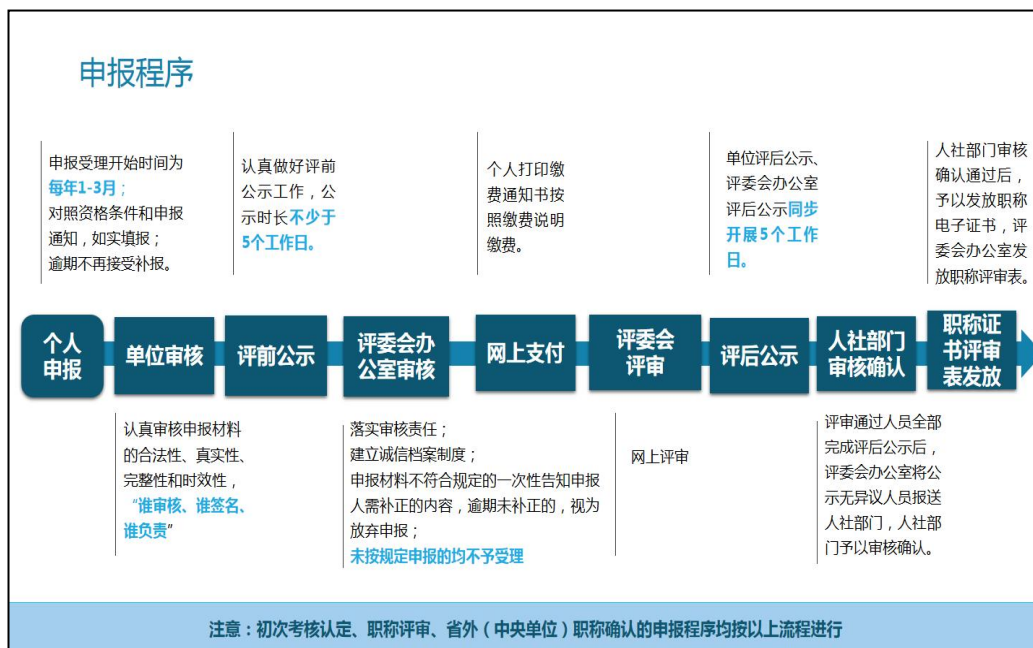 申报程序
申报受理开始时间为
每年1-3月；
对照资格条件和申报
通知，如实填报；
逾期不再接受补报。
认真做好评前
公示工作，公
示时长不少于
5个工作日。
个人打印缴
费通知书按
照缴费说明
缴费。
单位评后公示、
评委会办公室
评后公示同步
开展5个工作
日。
人社部门审核
确认通过后，
予以发放职称
电子证书，评
委会办公室发
放职称评审表。
个人
申报
单位审核
评前公示
评委会办
公室审核
网上支付
评委会
评审
评后公示
人社部门
审核确认
职称证
书评审
表发放
认真审核申报材料
的合法性、真实性、
完整性和时效性，
“谁审核、谁签名、
谁负责”
落实审核责任；
建立诚信档案制度；
申报材料不符合规定的一次性告知申报
人需补正的内容，逾期未补正的，视为
放弃申报；
未按规定申报的均不予受理
网上评审
评审通过人员全部
完成评后公示后，
评委会办公室将公
示无异议人员报送
人社部门，人社部
门予以审核确认。
注意：初次考核认定、职称评审、省外（中央单位）职称确认的申报程序均按以上流程进行